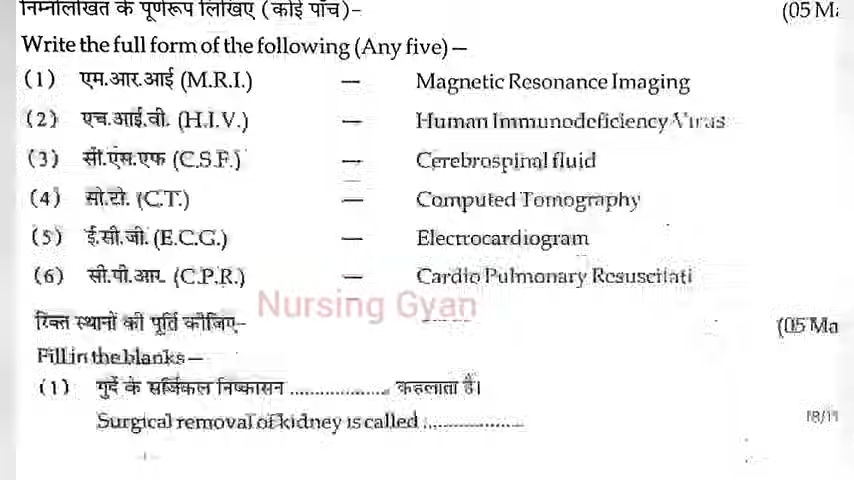 निम्नलिखित के पूर्णरूप लिखिए (कोई पाँच)–
(05 Ma
Write the full form of the following (Any five) –
(1) एम.आर.आई (M.R.I.) — Magnetic Resonance Imaging
(2) एच.आई.वी. (H.I.V.) — Human Immunodeficiency Virus
(3) सी.एस.एफ (C.S.F.) — Cerebrospinal fluid
(4) सी.टी. (C.T.) — Computed Tomography
(5) ई.सी.जी. (E.C.G.) — Electrocardiogram
(6) सी.पी.आर. (C.P.R.) — Cardio Pulmonary Resuscitati
Nursing Gyan
रिक्त स्थानों की पूर्ति कीजिए–
(05 Ma
Fill in the blanks –
(1) गुर्दे के सर्जिकल निष्कासन ................... कहलाता है।
Surgical removal of kidney is called ...................